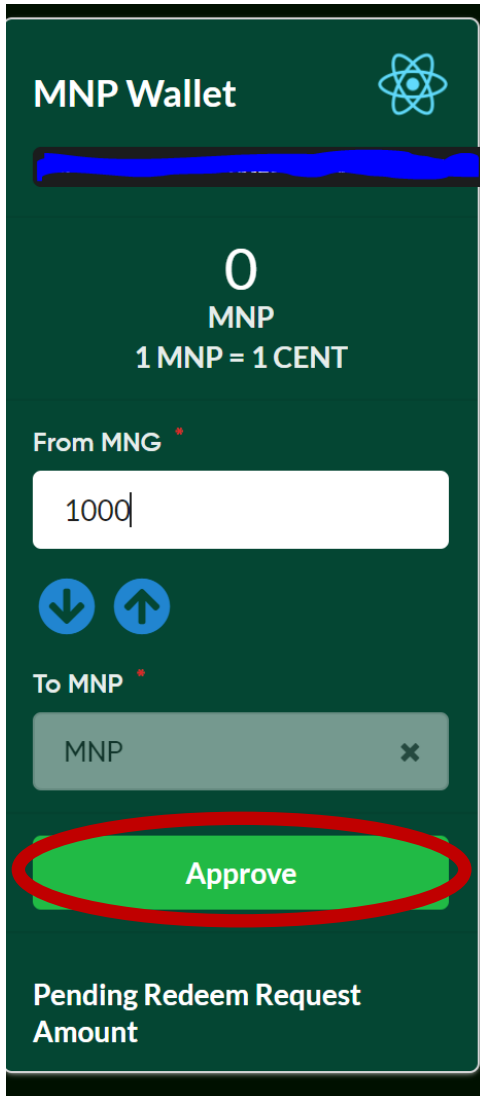 MNP Wallet
0
MNP
1 MNP = 1 CENT
From MNG *
1000
To MNP *
MNP ✖
Approve
Pending Redeem Request
Amount